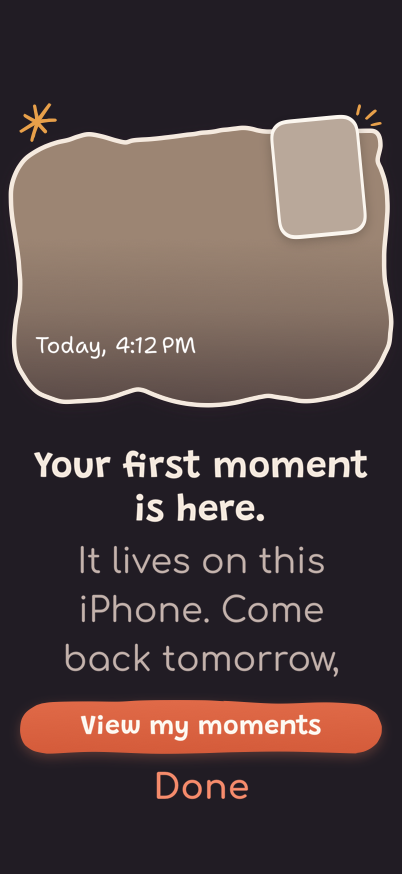 Today, 4:12 PM
Your first moment
is here.
It lives on this
iPhone. Come
back tomorrow,
View my moments
Done